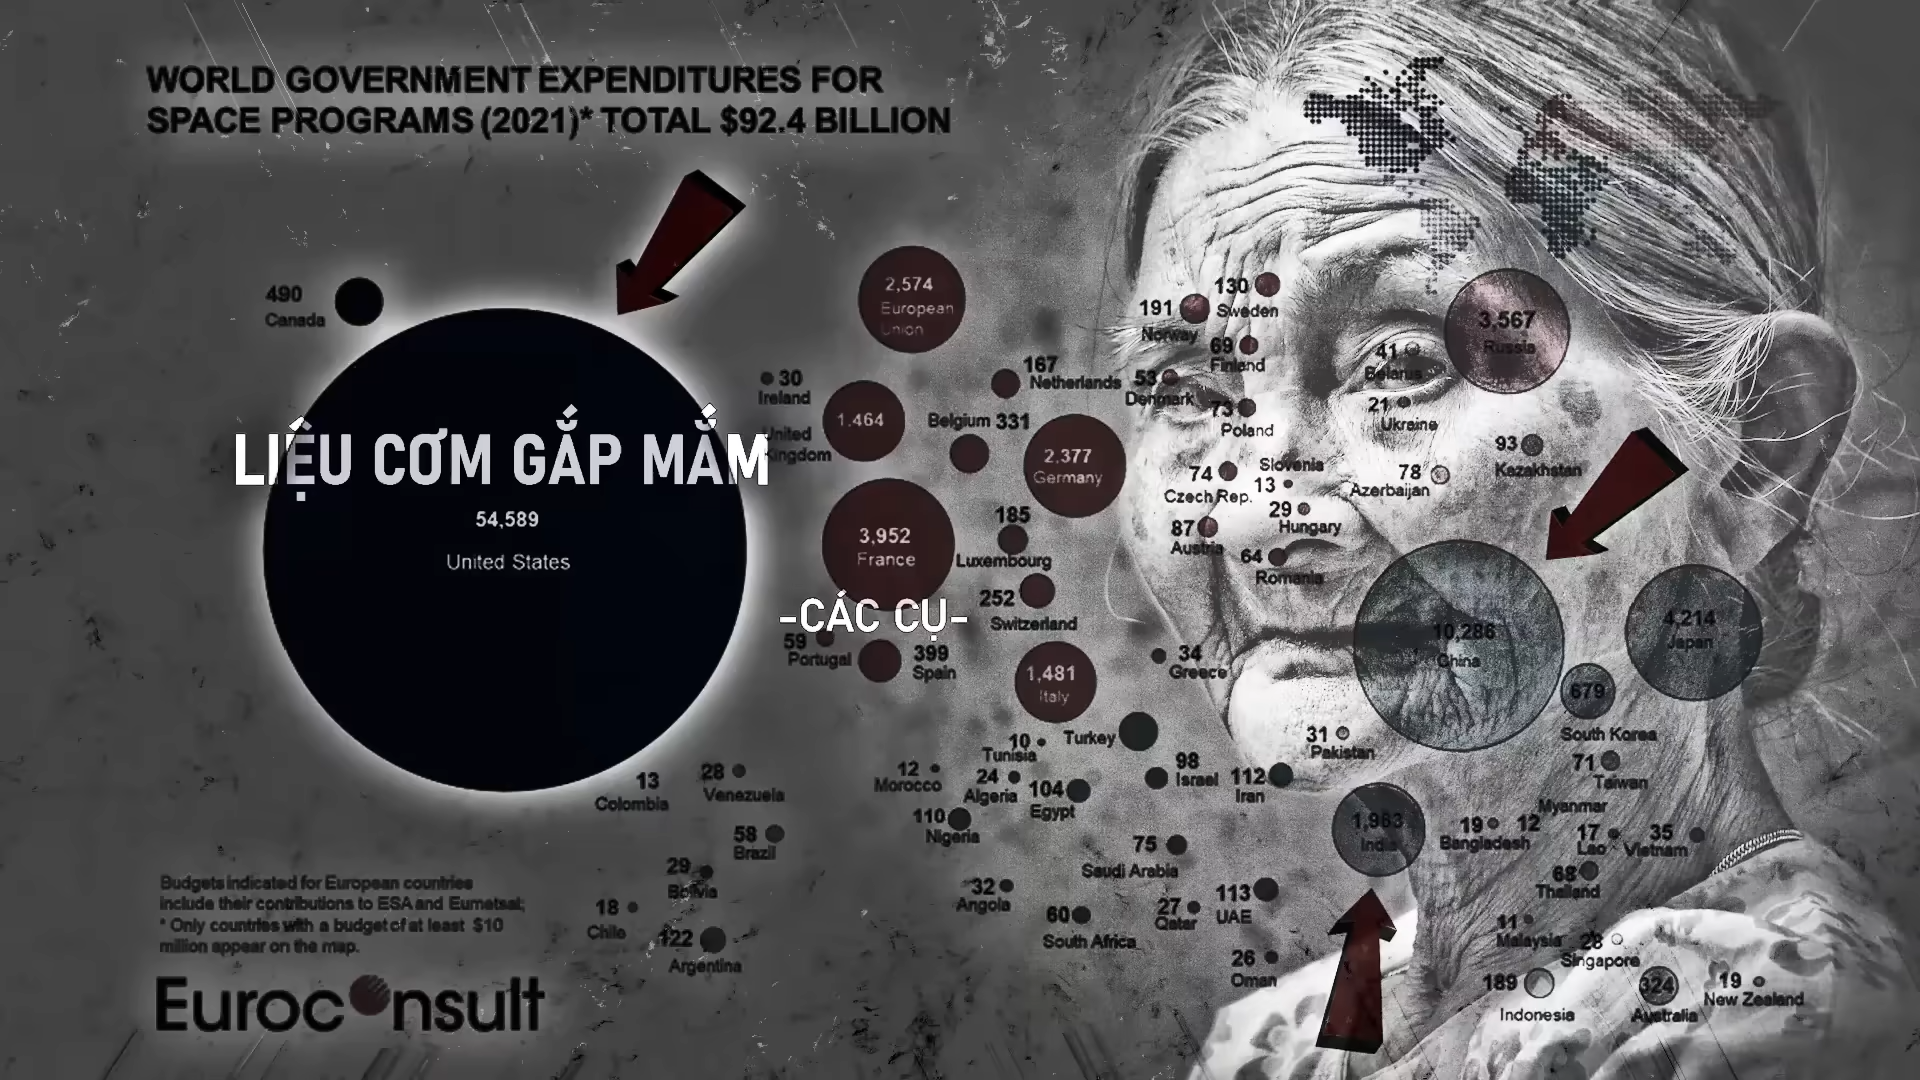 WORLD GOVERNMENT EXPENDITURES FOR
SPACE PROGRAMS (2021)* TOTAL $92.4 BILLION
490
Canada
LIỆU CƠM GẮP MẮM
54,589
United States
2,574
European
Union
30
Ireland
1.464
United
Kingdom
167
Netherlands
Belgium 331
2,377
Germany
3,952
France
185
Luxembourg
-CÁC CỤ-
252
Switzerland
59
Portugal
399
Spain
1,481
Italy
191
Norway
130
Sweden
69
Finland
53
Denmark
73
Poland
74
Czech Rep.
Slovenia
13
29
Hungary
87
Austria
64
Romania
34
Greece
41
Belarus
21
Ukraine
3,567
Russia
93
Kazakhstan
78
Azerbaijan
10,286
China
4,214
Japan
679
South Korea
31
Pakistan
71
Taiwan
Turkey
10
Tunisia
12
Morocco
24
Algeria
104
Egypt
98
Israel
112
Iran
110
Nigeria
75
Saudi Arabia
32
Angola
60
South Africa
27
Qatar
113
UAE
26
Oman
1,963
India
19
Bangladesh
Myanmar
12
17
Lao
35
Vietnam
68
Thailand
11
Malaysia
28
Singapore
189
Indonesia
324
Australia
19
New Zealand
13
Colombia
28
Venezuela
58
Brazil
29
Bolivia
18
Chile
122
Argentina
Budgets indicated for European countries
include their contributions to ESA and Eumetsat;
* Only countries with a budget of at least $10
million appear on the map.
Euroconsult